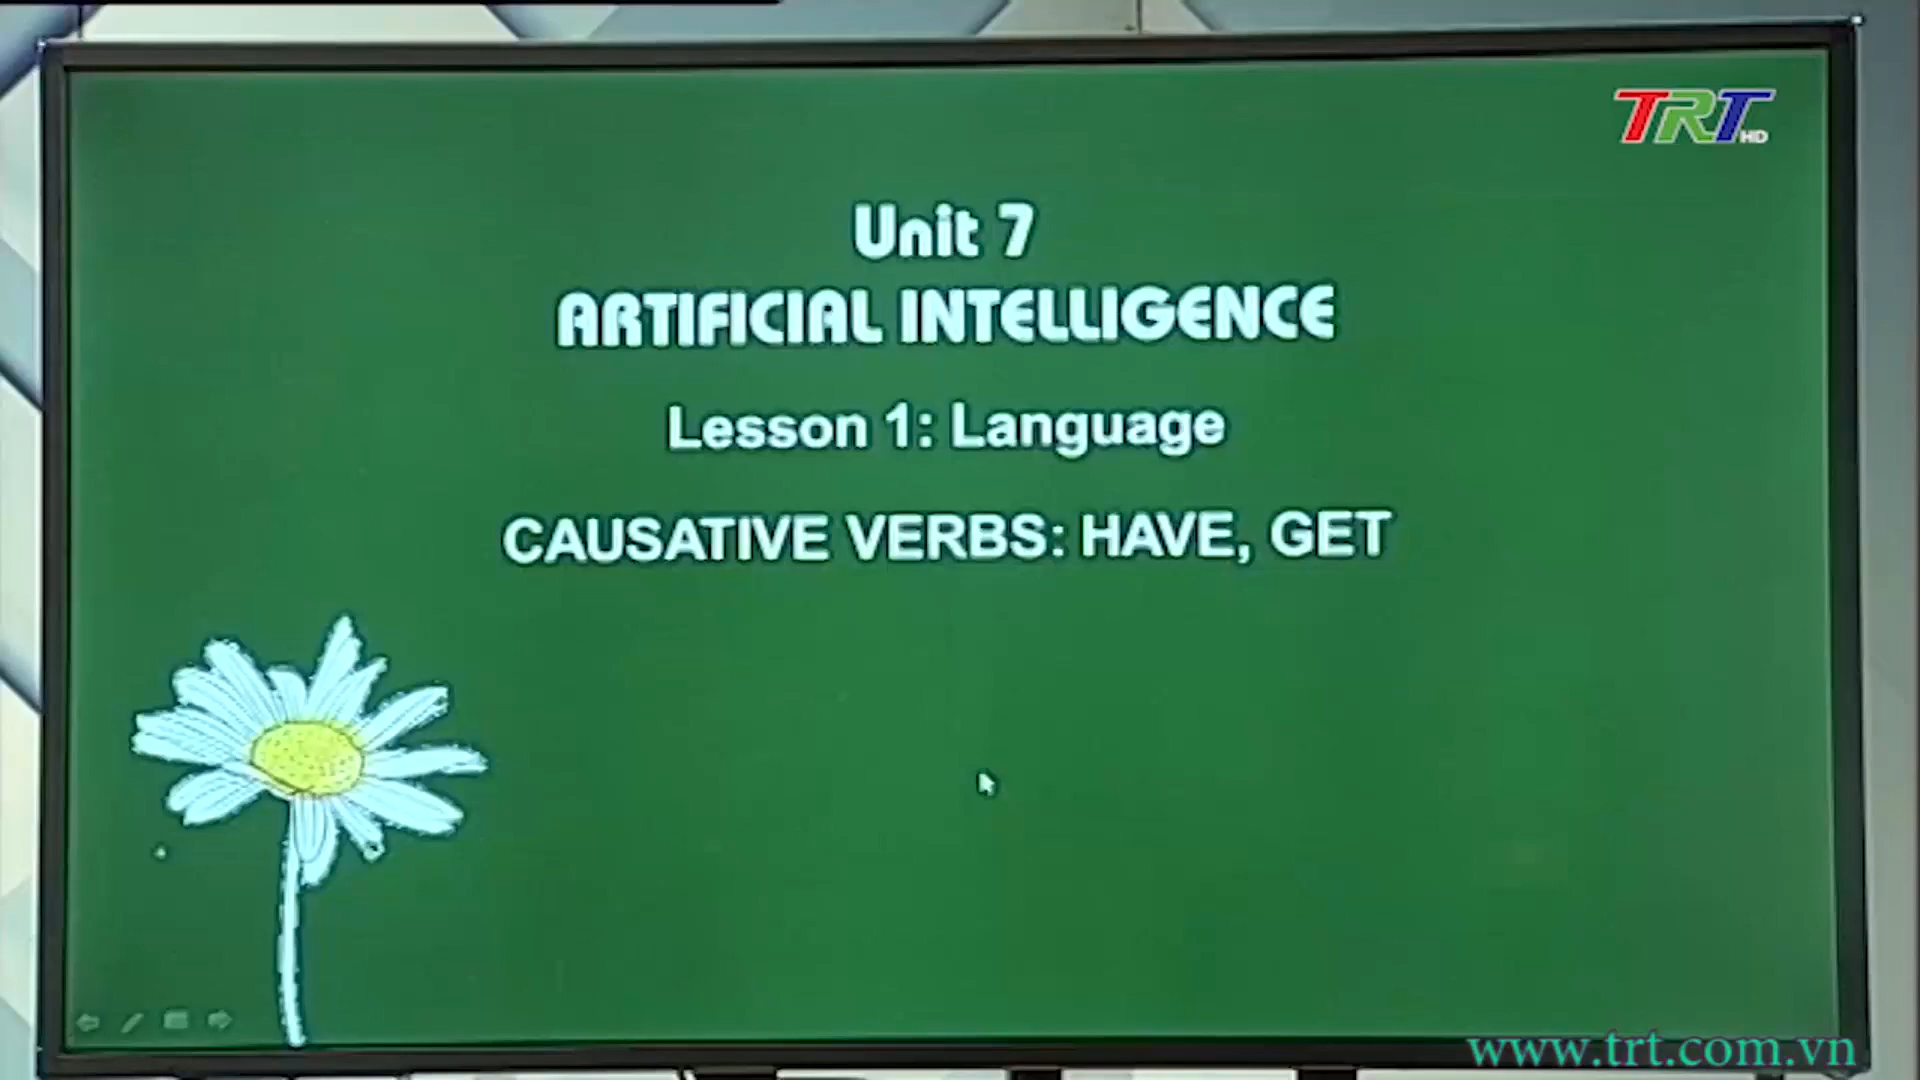 TRT HD
Unit 7
ARTIFICIAL INTELLIGENCE
Lesson 1: Language
CAUSATIVE VERBS: HAVE, GET
www.trt.com.vn